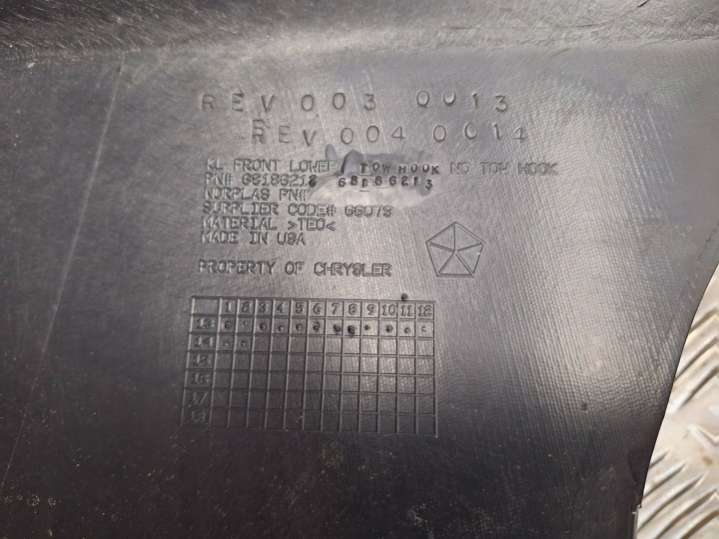 REV 003 0013
REV 004 0014
KL FRONT LOWER / TOW HOOK NO TOW HOOK
PN# 68186213
NORPLAS PN#
SUPPLIER CODE# 66079
MATERIAL >TEO<
MADE IN USA
PROPERTY OF CHRYSLER
1 2 3 4 5 6 7 8 9 10 11 12
13
14
15
16
17
18